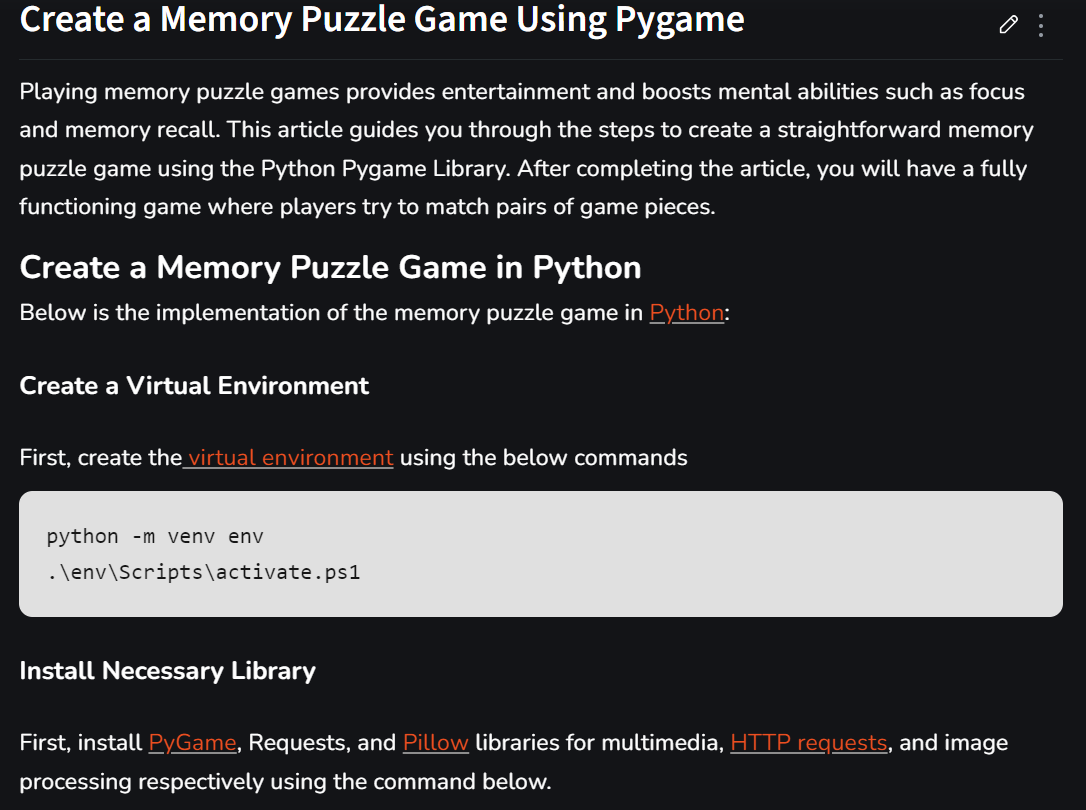 Create a Memory Puzzle Game Using Pygame
Playing memory puzzle games provides entertainment and boosts mental abilities such as focus
and memory recall. This article guides you through the steps to create a straightforward memory
puzzle game using the Python Pygame Library. After completing the article, you will have a fully
functioning game where players try to match pairs of game pieces.
Create a Memory Puzzle Game in Python
Below is the implementation of the memory puzzle game in Python:
Create a Virtual Environment
First, create the virtual environment using the below commands
python -m venv env
.\env\Scripts\activate.ps1
Install Necessary Library
First, install PyGame, Requests, and Pillow libraries for multimedia, HTTP requests, and image
processing respectively using the command below.